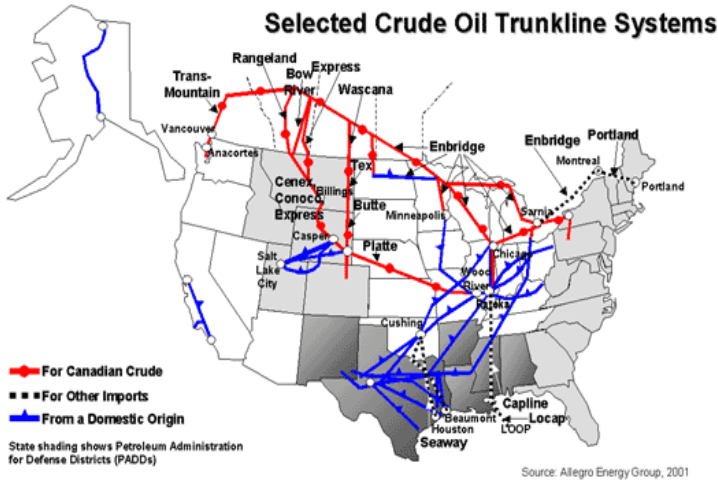 Selected Crude Oil Trunkline Systems
Rangeland
Bow
River
Express
Trans-
Mountain
Wascana
Vancouver
Anacortes
Enbridge
Enbridge
Portland
Montreal
Portland
Tex
Cenex,
Conoco,
Express
Billings
Butte
Minneapolis
Sarnia
Casper
Platte
Chicago
Salt
Lake
City
Wood
River
Patoka
Cushing
For Canadian Crude
For Other Imports
From a Domestic Origin
Capline
Locap
LOOP
Beaumont
Houston
Seaway
State shading shows Petroleum Administration
for Defense Districts (PADDs)
Source: Allegro Energy Group, 2001